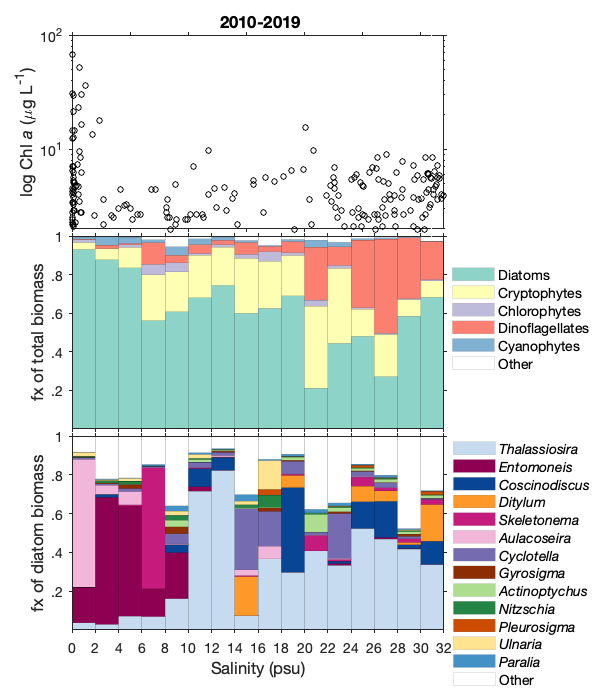 2010-2019
10²
10¹
log Chl a (μg L⁻¹)
1
.8
.6
.4
.2
fx of total biomass
Diatoms
Cryptophytes
Chlorophytes
Dinoflagellates
Cyanophytes
Other
1
.8
.6
.4
.2
fx of diatom biomass
Thalassiosira
Entomoneis
Coscinodiscus
Ditylum
Skeletonema
Aulacoseira
Cyclotella
Gyrosigma
Actinoptychus
Nitzschia
Pleurosigma
Ulnaria
Paralia
Other
0 2 4 6 8 10 12 14 16 18 20 22 24 26 28 30 32
Salinity (psu)